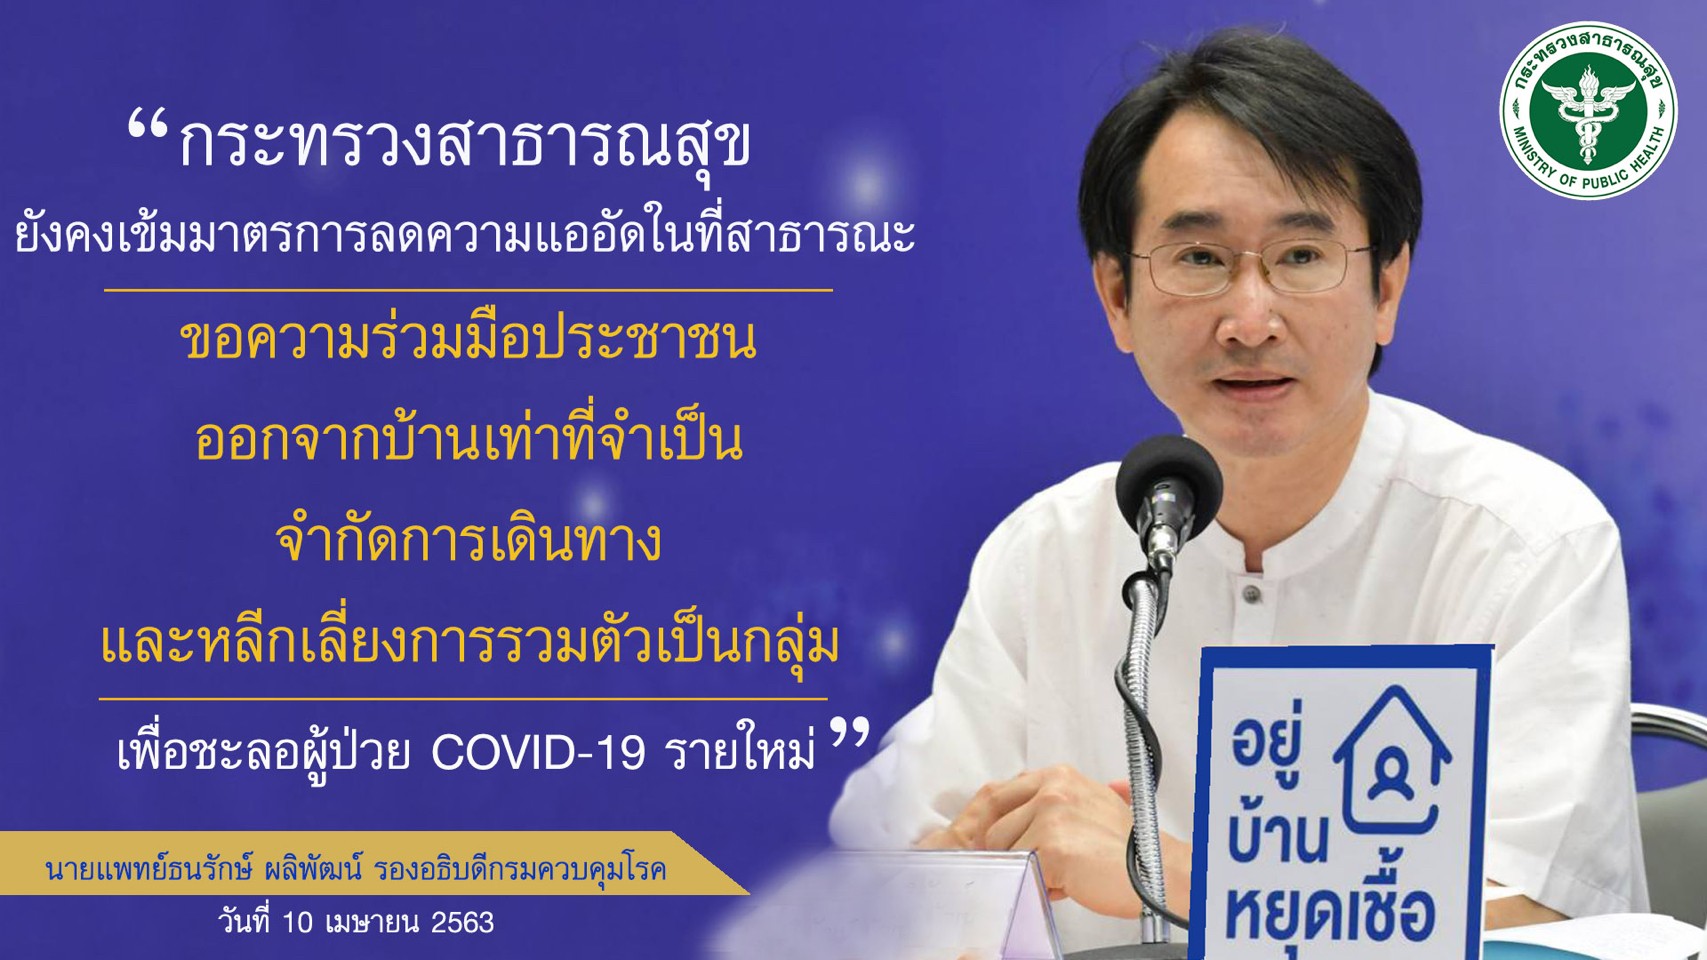 “กระทรวงสาธารณสุข
ยังคงเข้มมาตรการลดความแออัดในที่สาธารณะ
ขอความร่วมมือประชาชน
ออกจากบ้านเท่าที่จำเป็น
จำกัดการเดินทาง
และหลีกเลี่ยงการรวมตัวเป็นกลุ่ม
เพื่อชะลอผู้ป่วย COVID-19 รายใหม่”
นายแพทย์ธนรักษ์ ผลิพัฒน์ รองอธิบดีกรมควบคุมโรค
วันที่ 10 เมษายน 2563
กระทรวงสาธารณสุข
MINISTRY OF PUBLIC HEALTH
อยู่
บ้าน
หยุดเชื้อ